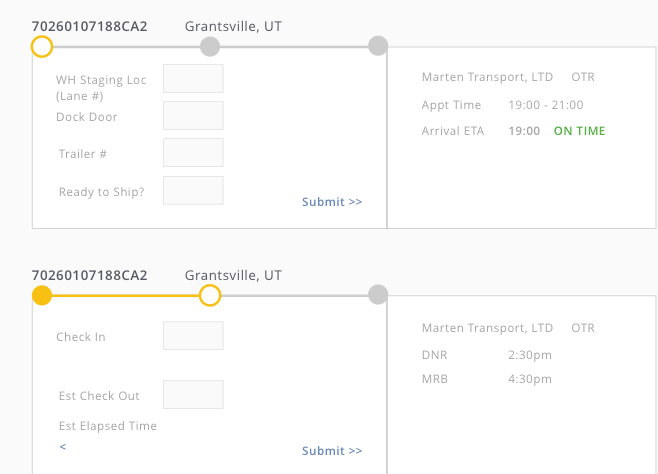 70260107188CA2 Grantsville, UT
WH Staging Loc
(Lane #)
Dock Door
Trailer #
Ready to Ship?
Submit >>
Marten Transport, LTD OTR
Appt Time 19:00 - 21:00
Arrival ETA 19:00 ON TIME
70260107188CA2 Grantsville, UT
Check In
Est Check Out
Est Elapsed Time
<
Submit >>
Marten Transport, LTD OTR
DNR 2:30pm
MRB 4:30pm